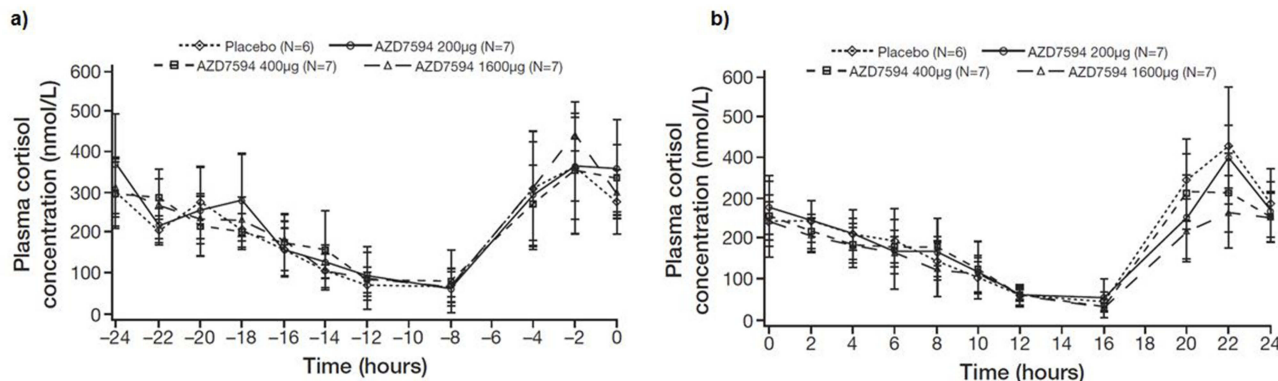 a)
Placebo (N=6)
AZD7594 200µg (N=7)
AZD7594 400µg (N=7)
AZD7594 1600µg (N=7)
Plasma cortisol
concentration (nmol/L)
600
500
400
300
200
100
0
–24 –22 –20 –18 –16 –14 –12 –10 –8 –6 –4 –2 0
Time (hours)
b)
Placebo (N=6)
AZD7594 200µg (N=7)
AZD7594 400µg (N=7)
AZD7594 1600µg (N=7)
Plasma cortisol
concentration (nmol/L)
600
500
400
300
200
100
0
0 2 4 6 8 10 12 14 16 18 20 22 24
Time (hours)